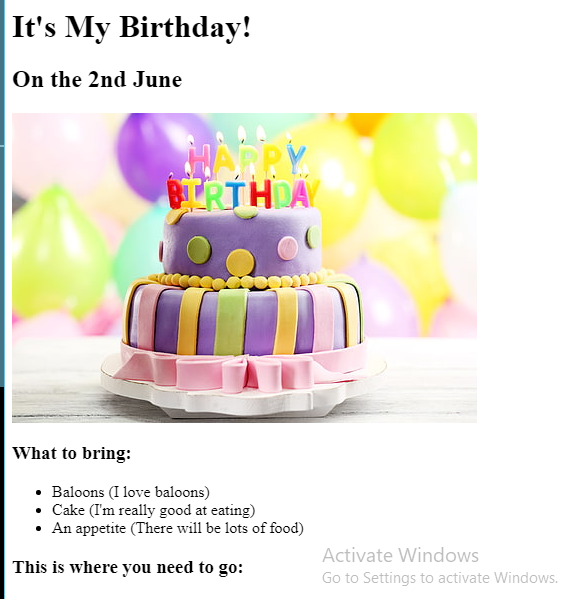 It's My Birthday!
On the 2nd June
HAPPY
BIRTHDAY
What to bring:
Baloons (I love baloons)
Cake (I'm really good at eating)
An appetite (There will be lots of food)
This is where you need to go:
Activate Windows
Go to Settings to activate Windows.